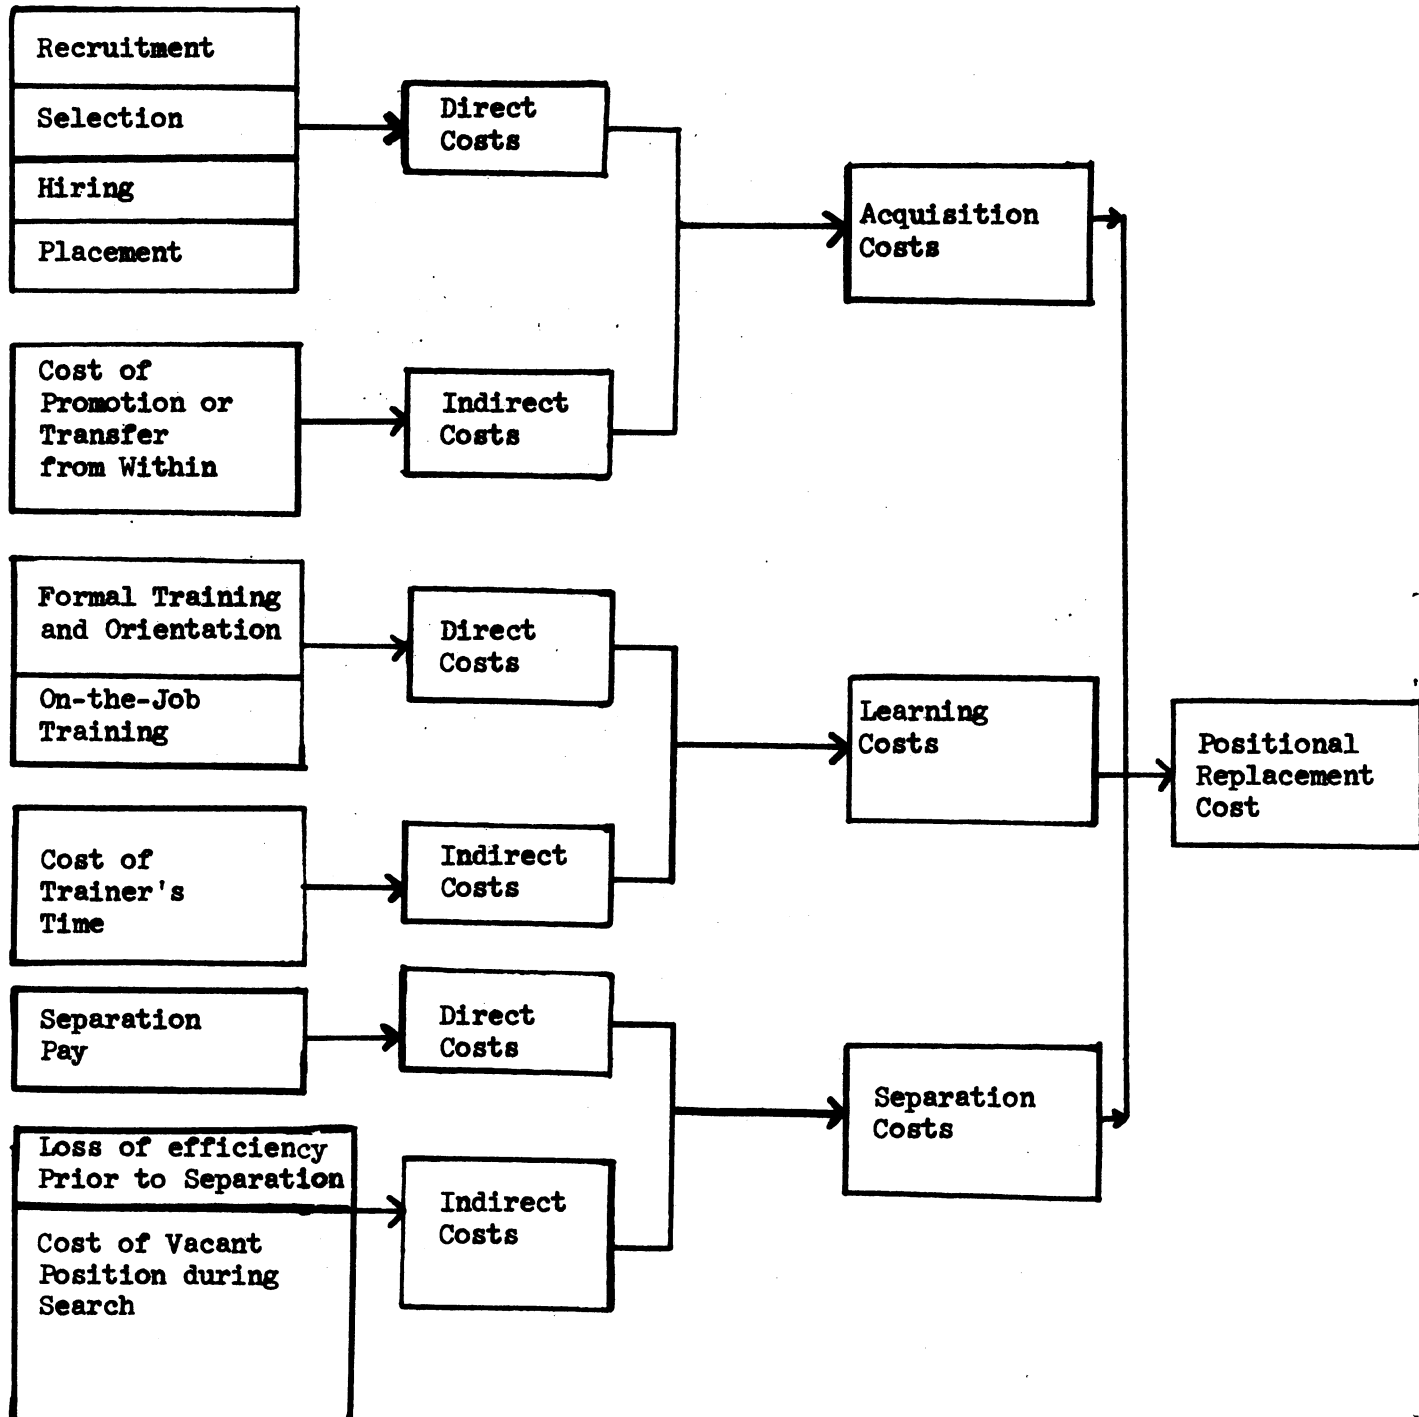 Recruitment
Selection
Hiring
Placement
Direct
Costs
Acquisition
Costs
Cost of
Promotion or
Transfer
from Within
Indirect
Costs
Formal Training
and Orientation
On-the-Job
Training
Direct
Costs
Learning
Costs
Positional
Replacement
Cost
Cost of
Trainer's
Time
Indirect
Costs
Separation
Pay
Direct
Costs
Separation
Costs
Loss of efficiency
Prior to Separation
Cost of Vacant
Position during
Search
Indirect
Costs